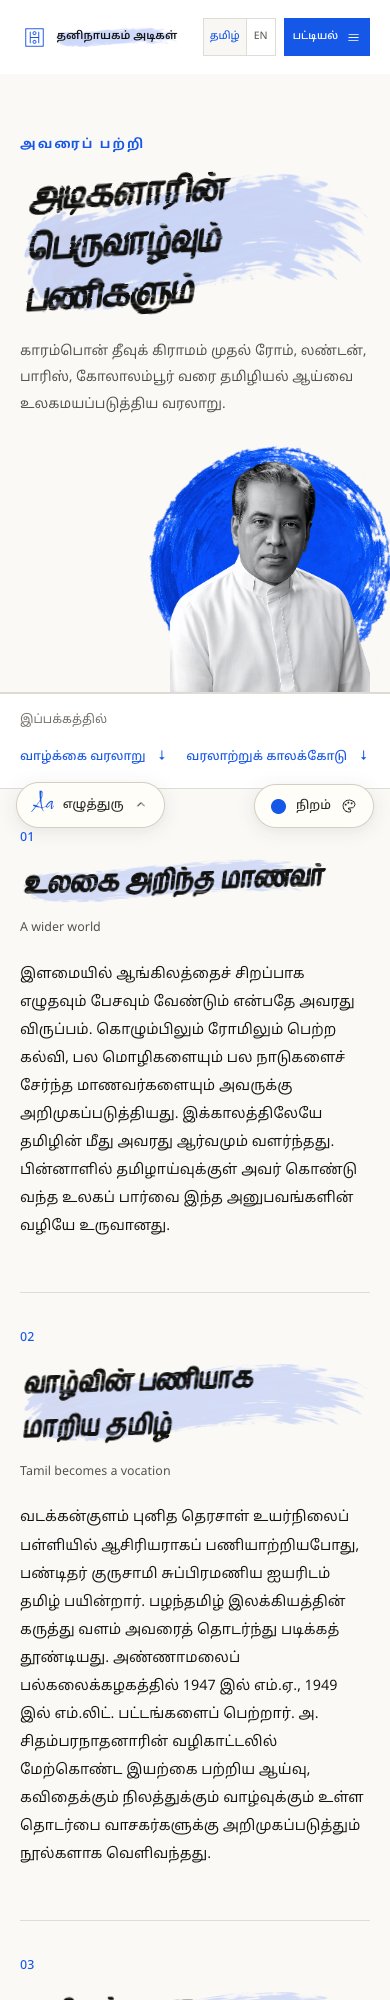 தனிநாயகம் அடிகள்
தமிழ்
EN
பட்டியல்
அவரைப் பற்றி
அடிகளாரின்
பெருவாழ்வும்
பணிகளும்
காரம்பொன் தீவுக் கிராமம் முதல் ரோம், லண்டன்,
பாரிஸ், கோலாலம்பூர் வரை தமிழியல் ஆய்வை
உலகமயப்படுத்திய வரலாறு.
இப்பக்கத்தில்
வாழ்க்கை வரலாறு ↓
வரலாற்றுக் காலக்கோடு ↓
Aa எழுத்துரு
நிறம்
01
உலகை அறிந்த மாணவர்
A wider world
இளமையில் ஆங்கிலத்தைச் சிறப்பாக
எழுதவும் பேசவும் வேண்டும் என்பதே அவரது
விருப்பம். கொழும்பிலும் ரோமிலும் பெற்ற
கல்வி, பல மொழிகளையும் பல நாடுகளைச்
சேர்ந்த மாணவர்களையும் அவருக்கு
அறிமுகப்படுத்தியது. இக்காலத்திலேயே
தமிழின் மீது அவரது ஆர்வமும் வளர்ந்தது.
பின்னாளில் தமிழாய்வுக்குள் அவர் கொண்டு
வந்த உலகப் பார்வை இந்த அனுபவங்களின்
வழியே உருவானது.
02
வாழ்வின் பணியாக
மாறிய தமிழ்
Tamil becomes a vocation
வடக்கன்குளம் புனித தெரசாள் உயர்நிலைப்
பள்ளியில் ஆசிரியராகப் பணியாற்றியபோது,
பண்டிதர் குருசாமி சுப்பிரமணிய ஐயரிடம்
தமிழ் பயின்றார். பழந்தமிழ் இலக்கியத்தின்
கருத்து வளம் அவரைத் தொடர்ந்து படிக்கத்
தூண்டியது. அண்ணாமலைப்
பல்கலைக்கழகத்தில் 1947 இல் எம்.ஏ., 1949
இல் எம்.லிட். பட்டங்களைப் பெற்றார். அ.
சிதம்பரநாதனாரின் வழிகாட்டலில்
மேற்கொண்ட இயற்கை பற்றிய ஆய்வு,
கவிதைக்கும் நிலத்துக்கும் வாழ்வுக்கும் உள்ள
தொடர்பை வாசகர்களுக்கு அறிமுகப்படுத்தும்
நூல்களாக வெளிவந்தது.
03